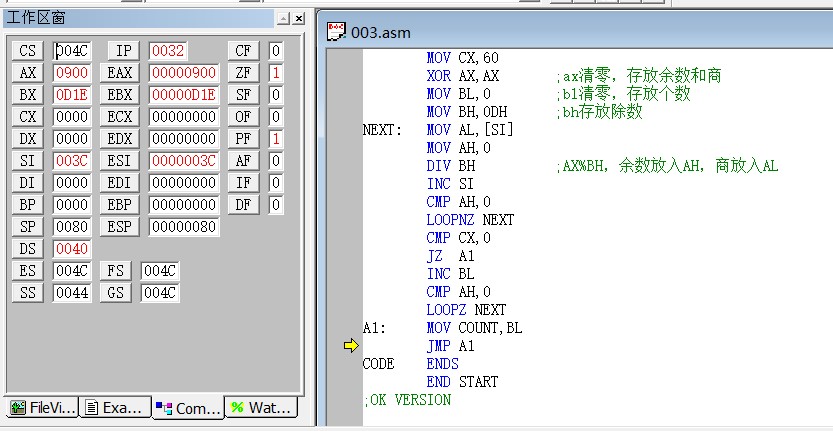 工作区窗
CS 004C IP 0032 CF 0
AX 0900 EAX 00000900 ZF 1
BX 0D1E EBX 00000D1E SF 0
CX 0000 ECX 00000000 OF 0
DX 0000 EDX 00000000 PF 1
SI 003C ESI 0000003C AF 0
DI 0000 EDI 00000000 IF 0
BP 0000 EBP 00000000 DF 0
SP 0080 ESP 00000080
DS 0040
ES 004C FS 004C
SS 0044 GS 004C
FileVi... Exa... Com... Wat...
003.asm
MOV CX,60
XOR AX,AX ;ax清零，存放余数和商
MOV BL,0 ;bl清零，存放个数
MOV BH,0DH ;bh存放除数
NEXT: MOV AL,[SI]
MOV AH,0
DIV BH ;AX%BH，余数放入AH，商放入AL
INC SI
CMP AH,0
LOOPNZ NEXT
CMP CX,0
JZ A1
INC BL
CMP AH,0
LOOPZ NEXT
A1: MOV COUNT,BL
JMP A1
CODE ENDS
END START
;OK VERSION